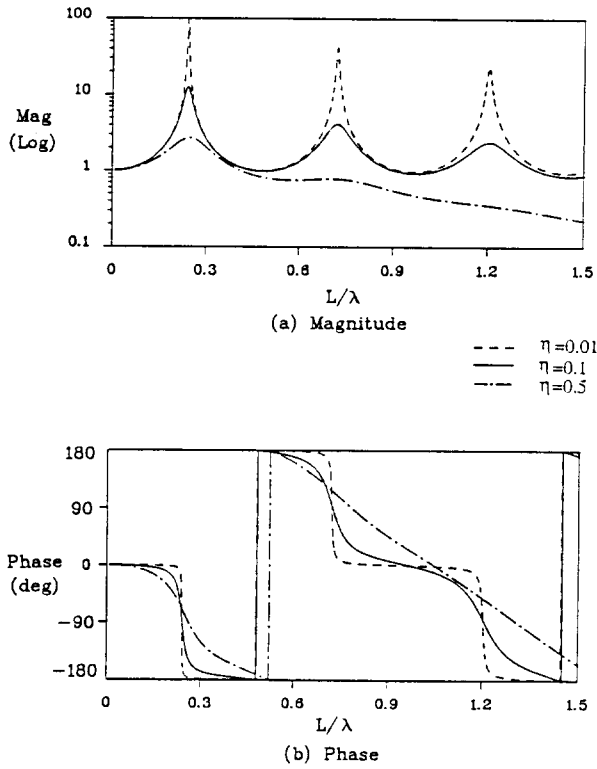 100
10
Mag
(Log)
1
0.1
0 0.3 0.6 0.9 1.2 1.5
L/λ
(a) Magnitude
η=0.01
η=0.1
η=0.5
180
90
Phase 0
(deg)
-90
-180
0 0.3 0.6 0.9 1.2 1.5
L/λ
(b) Phase